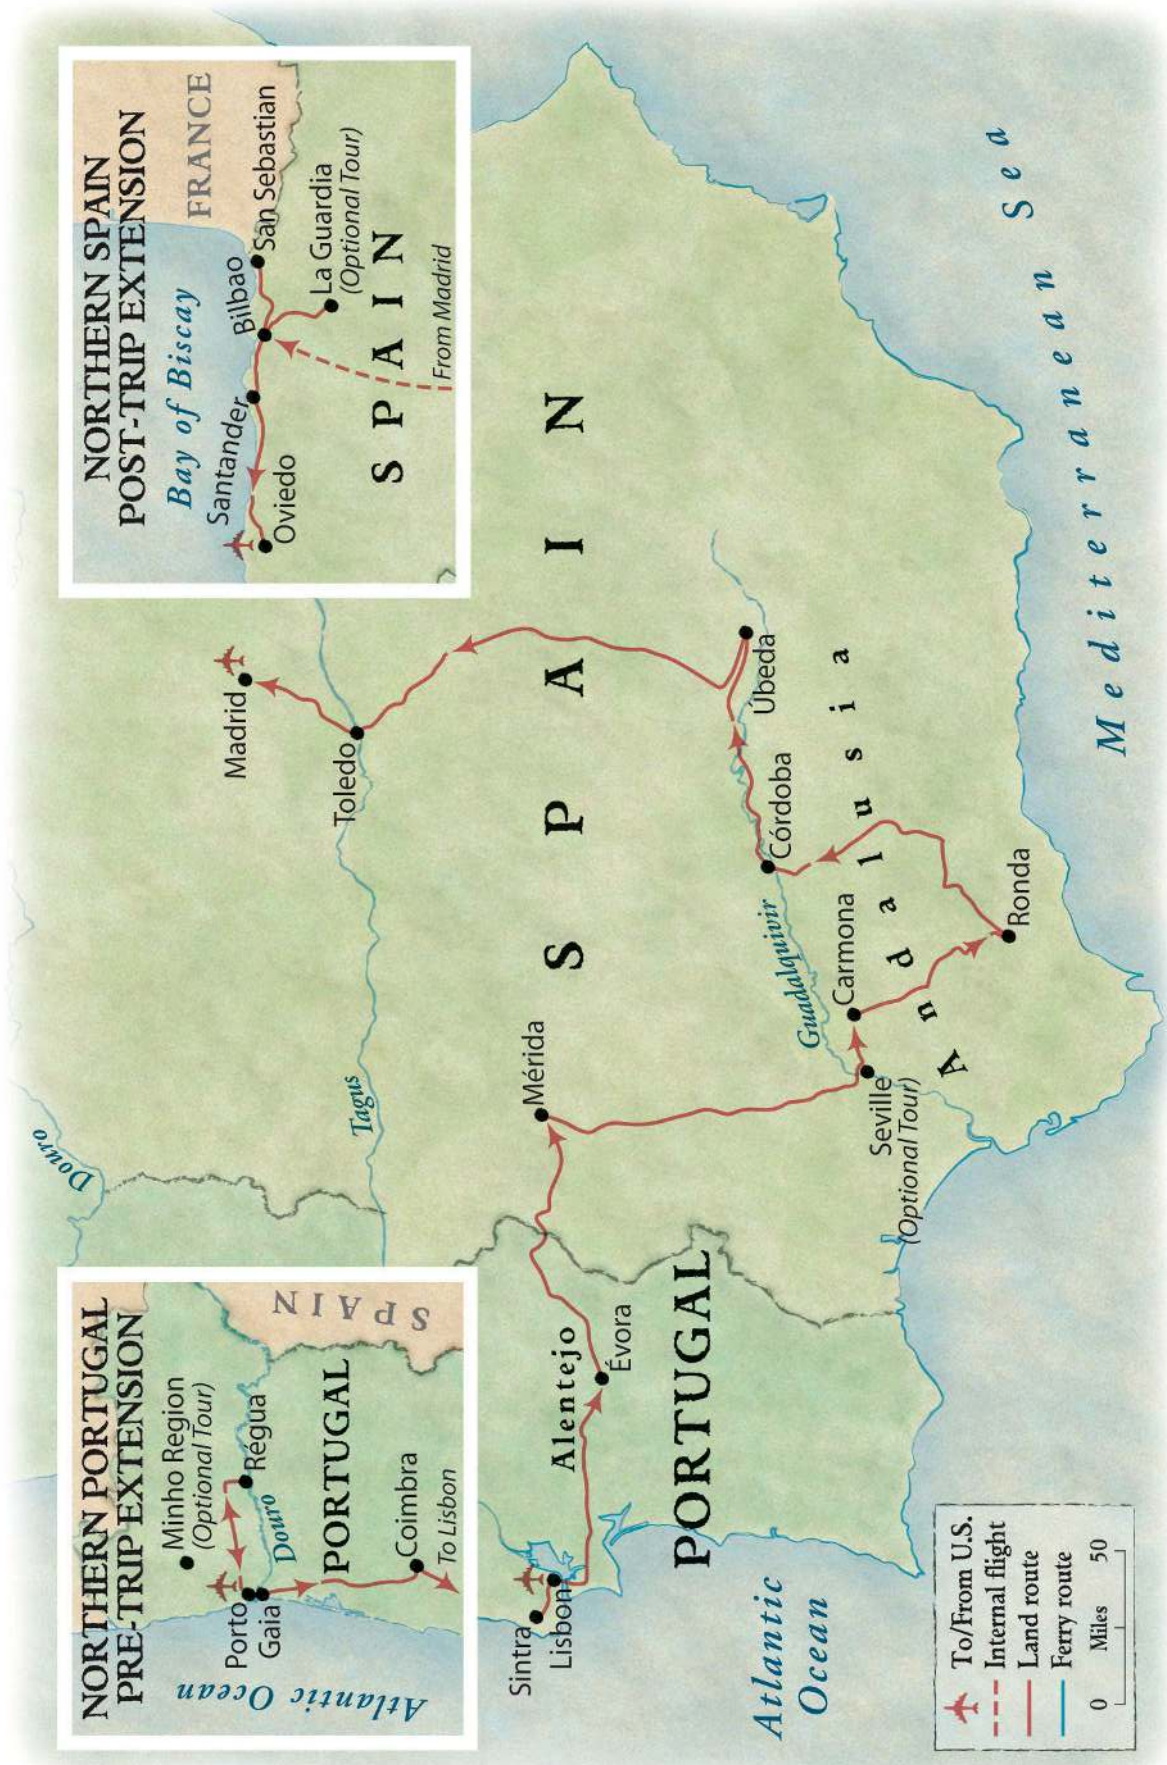 NORTHERN PORTUGAL
PRE-TRIP EXTENSION
Minho Region
(Optional Tour)
Porto
Gaia
Régua
Douro
SPAIN
PORTUGAL
Coimbra
To Lisbon
Atlantic Ocean
NORTHERN SPAIN
POST-TRIP EXTENSION
Bay of Biscay
FRANCE
Santander
Bilbao
San Sebastian
Oviedo
La Guardia
(Optional Tour)
SPAIN
From Madrid
Douro
Madrid
Toledo
Tagus
Sintra
Lisbon
Alentejo
Évora
Mérida
SPAIN
PORTUGAL
Guadalquivir
Córdoba
Úbeda
Carmona
Seville
(Optional Tour)
Andalusia
Ronda
Atlantic
Ocean
Mediterranean Sea
To/From U.S.
Internal flight
Land route
Ferry route
0 Miles 50